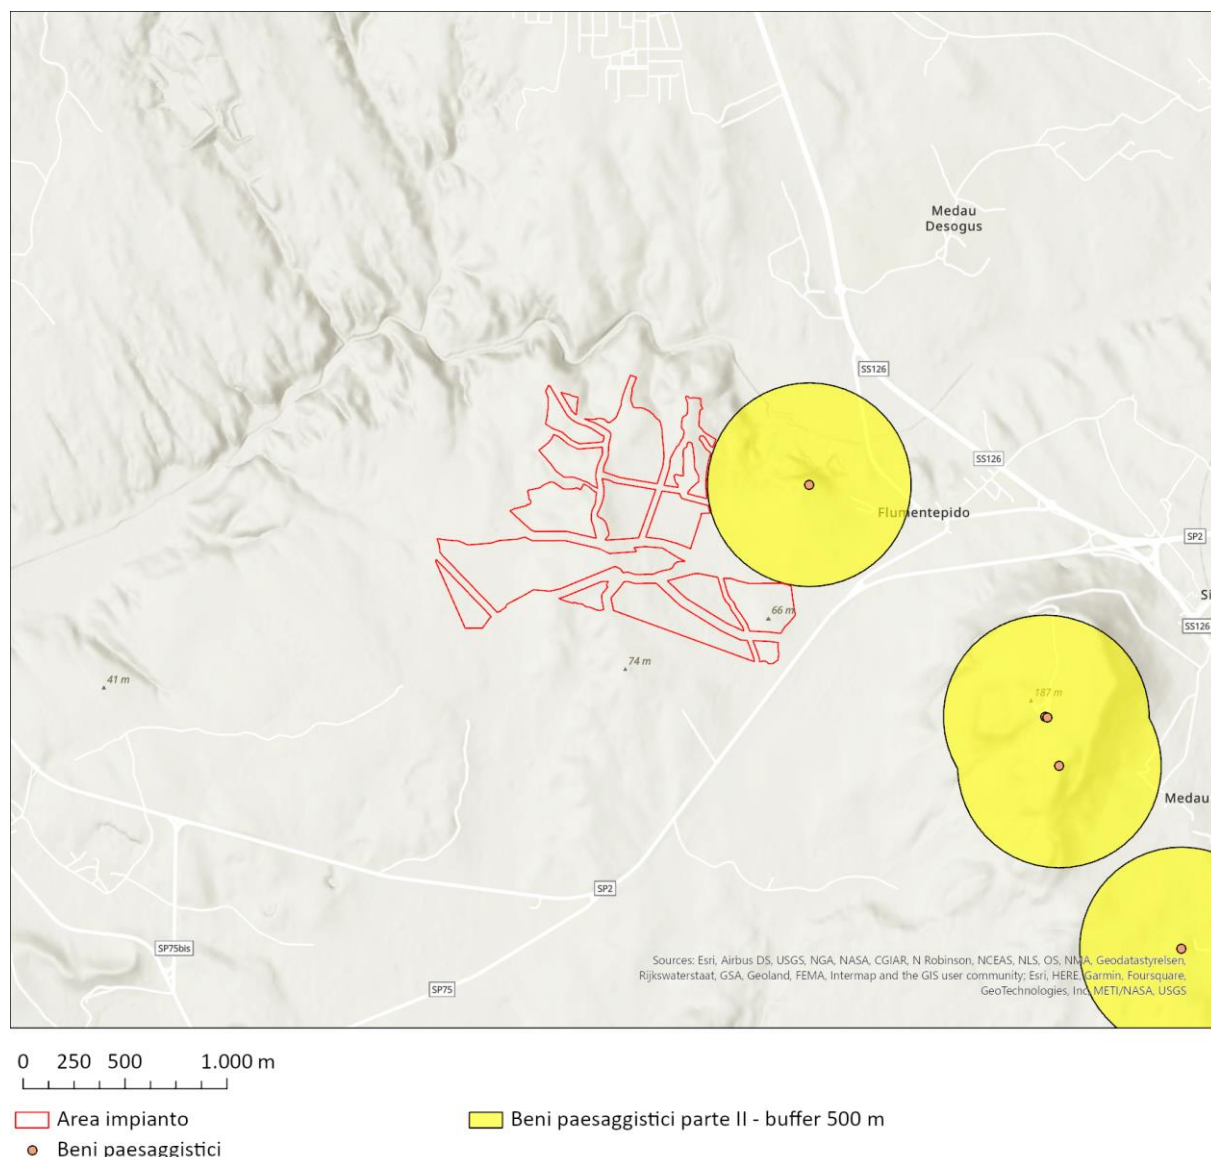 Medau
Desogus
SS126
SS126
Flumentepido
SP2
Si
66 m
SS126
74 m
41 m
187 m
Medau
SP2
SP75bis
Sources: Esri, Airbus DS, USGS, NGA, NASA, CGIAR, N Robinson, NCEAS, NLS, OS, NMA, Geodatastyrelsen,
Rijkswaterstaat, GSA, Geoland, FEMA, Intermap and the GIS user community; Esri, HERE, Garmin, Foursquare,
GeoTechnologies, Inc, METI/NASA, USGS
SP75
0 250 500 1.000 m
Area impianto
Beni paesaggistici parte II - buffer 500 m
Beni paesaggistici